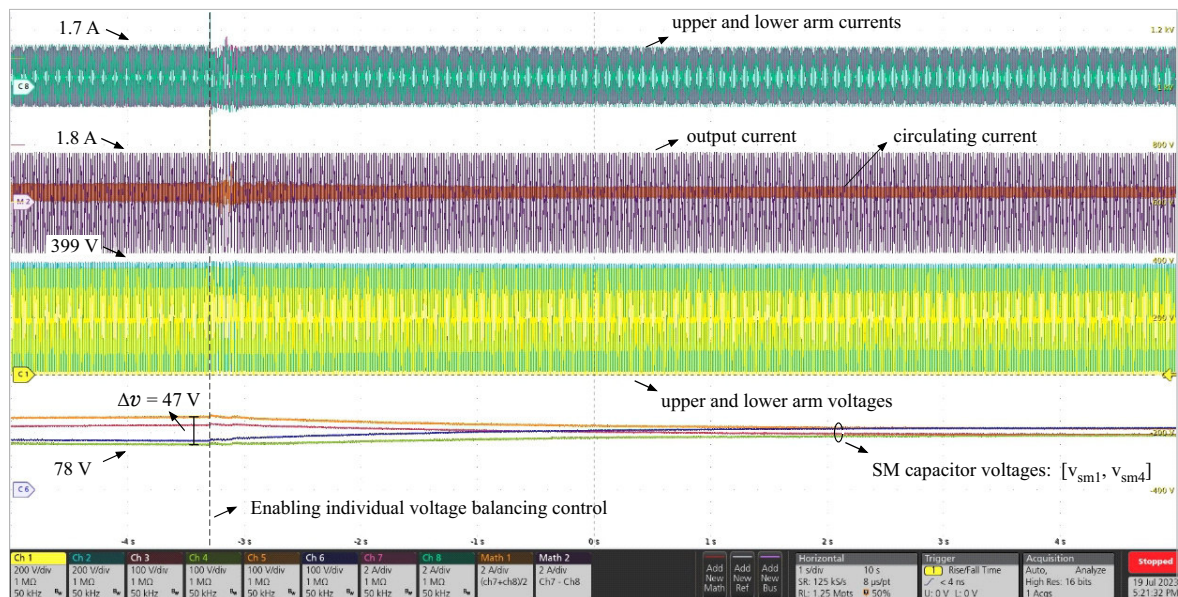 1.7 A
upper and lower arm currents
1.2 kV
C 8
1 kV
1.8 A
output current
circulating current
800 V
M 2
399 V
400 V
200 V
C 1
Δv = 47 V
upper and lower arm voltages
-200 V
78 V
SM capacitor voltages: [vsm1, vsm4]
C 6
-400 V
Enabling individual voltage balancing control
-4 s
-3 s
-2 s
-1 s
0 s
1 s
2 s
3 s
4 s
Ch 1
200 V/div
1 MΩ
50 kHz
Ch 2
200 V/div
1 MΩ
50 kHz
Ch 3
100 V/div
1 MΩ
50 kHz
Ch 4
100 V/div
1 MΩ
50 kHz
Ch 5
100 V/div
1 MΩ
50 kHz
Ch 6
100 V/div
1 MΩ
50 kHz
Ch 7
2 A/div
1 MΩ
50 kHz
Ch 8
2 A/div
1 MΩ
50 kHz
Math 1
2 A/div
(ch7+ch8)/2
Math 2
2 A/div
Ch7 - Ch8
Add New Math
Add New Ref
Add New Bus
Horizontal
1 s/div 10 s
SR: 125 kS/s 8 µs/pt
RL: 1.25 Mpts 50%
Trigger
1 Rise/Fall Time
< 4 ns
U: 0 V L: 0 V
Acquisition
Auto, Analyze
High Res: 16 bits
1 Acqs
Stopped
19 Jul 2023
5:21:32 PM